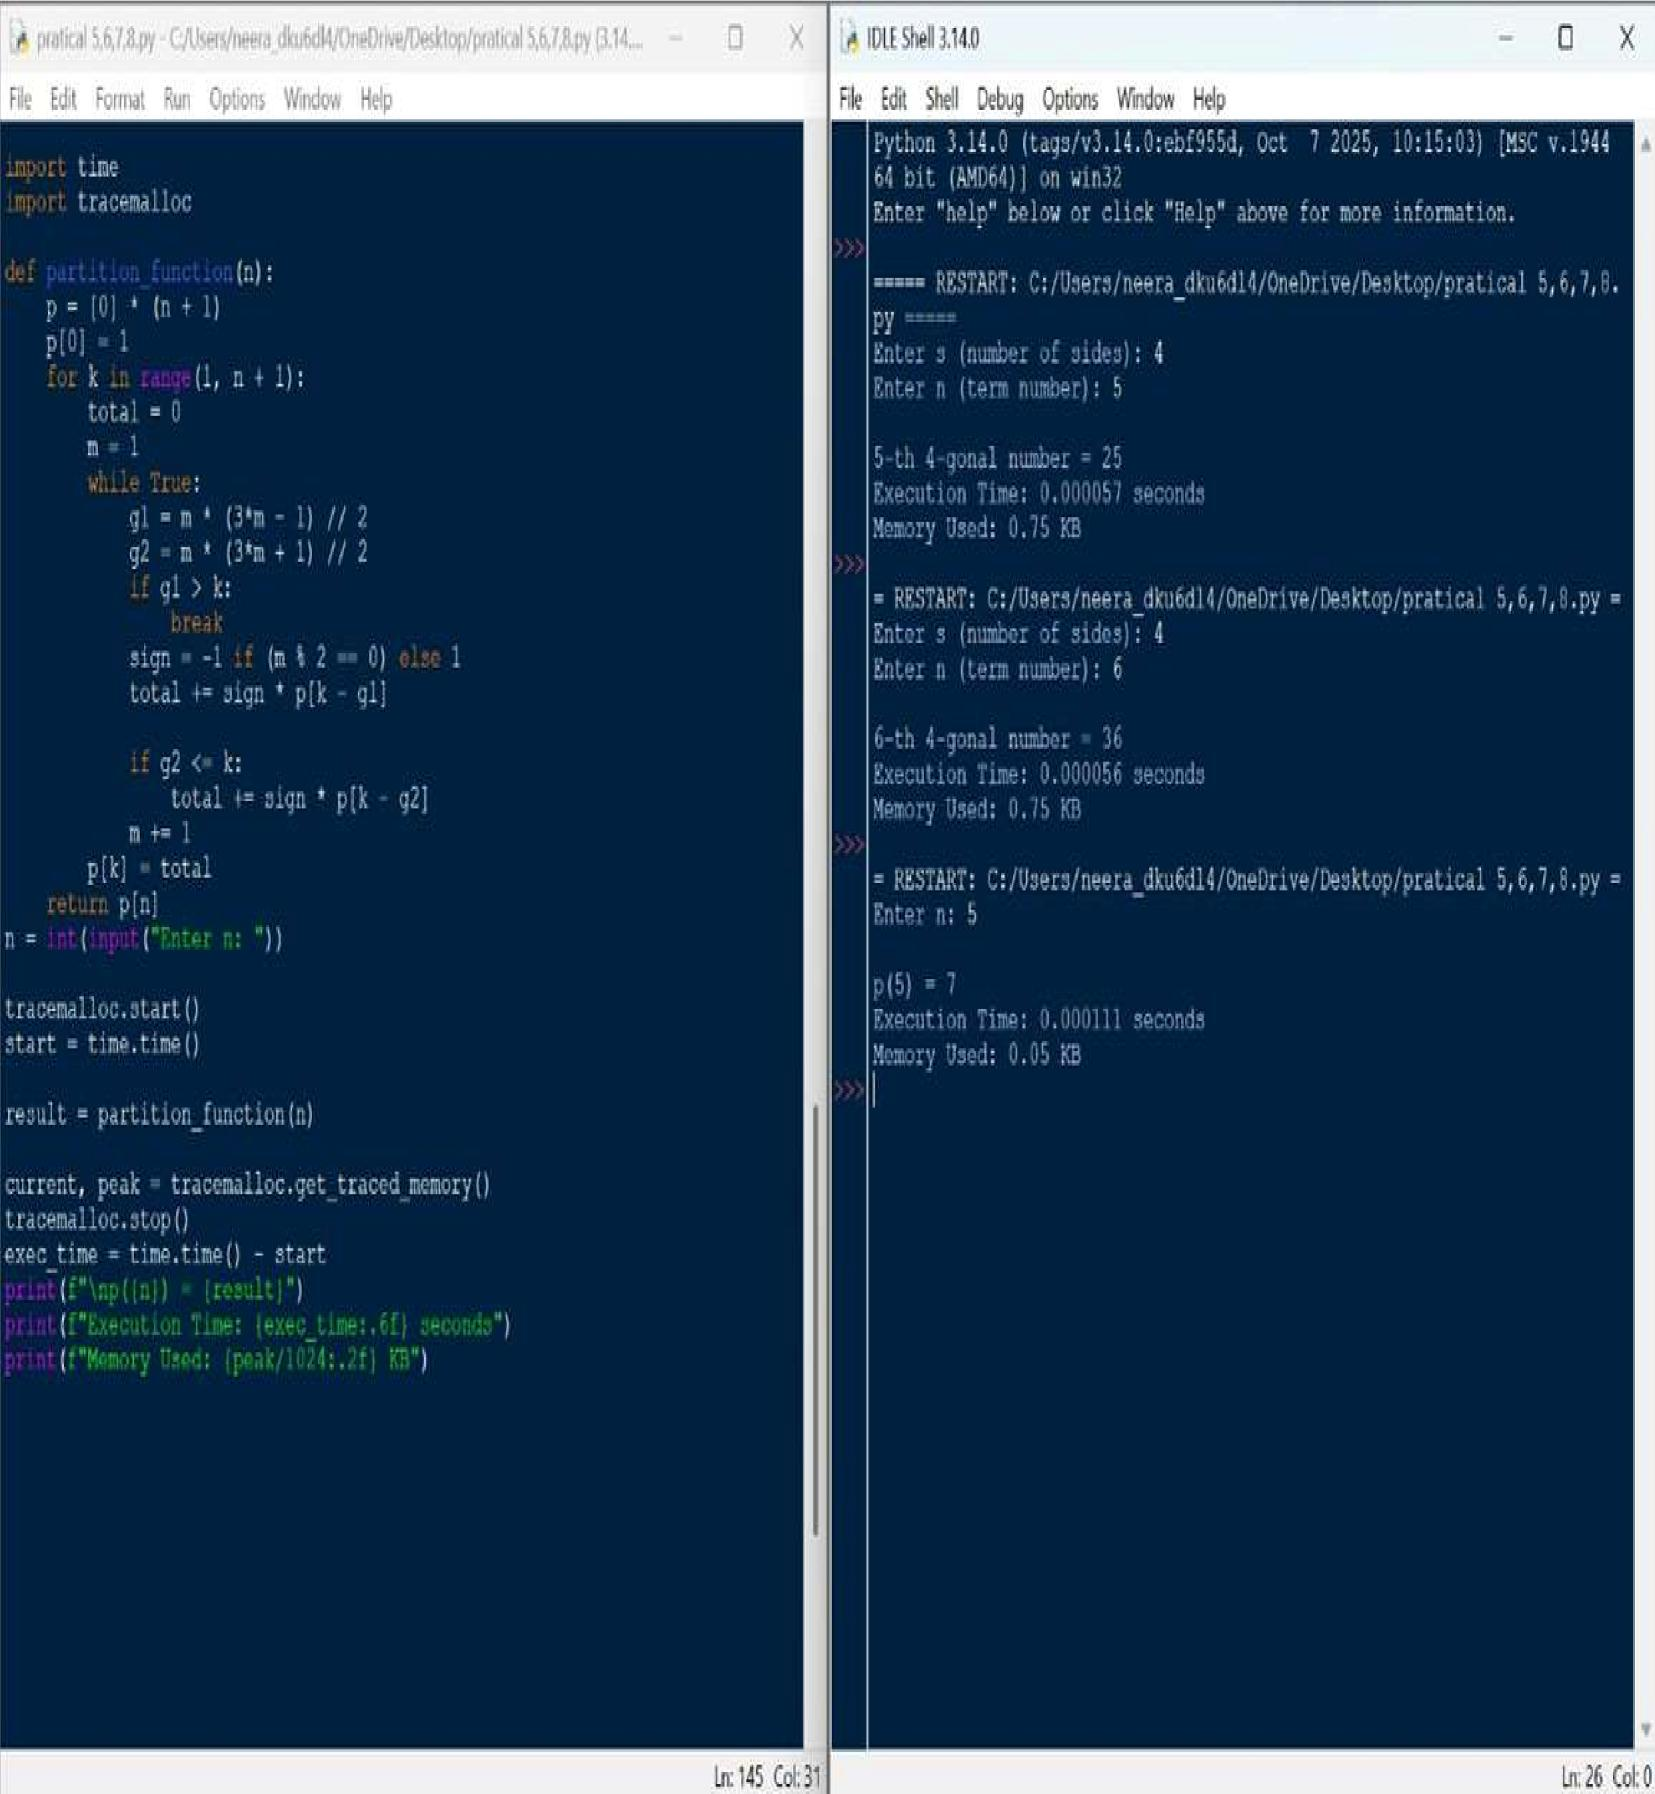 pratical 5,6,7,8.py - C:/Users/neera_dku6dl4/OneDrive/Desktop/pratical 5,6,7,8.py (3.14....
File Edit Format Run Options Window Help
import time
import tracemalloc
def partition_function(n):
    p = [0] * (n + 1)
    p[0] = 1
    for k in range(1, n + 1):
        total = 0
        m = 1
        while True:
            g1 = m * (3*m - 1) // 2
            g2 = m * (3*m + 1) // 2
            if g1 > k:
                break
            sign = -1 if (m % 2 == 0) else 1
            total += sign * p[k - g1]
            if g2 <= k:
                total += sign * p[k - g2]
            m += 1
        p[k] = total
    return p[n]
n = int(input("Enter n: "))
tracemalloc.start()
start = time.time()
result = partition_function(n)
current, peak = tracemalloc.get_traced_memory()
tracemalloc.stop()
exec_time = time.time() - start
print(f"\np({n}) = {result}")
print(f"Execution Time: {exec_time:.6f} seconds")
print(f"Memory Used: {peak/1024:.2f} KB")
Ln: 145 Col: 31
IDLE Shell 3.14.0
File Edit Shell Debug Options Window Help
Python 3.14.0 (tags/v3.14.0:ebf955d, Oct  7 2025, 10:15:03) [MSC v.1944
64 bit (AMD64)] on win32
Enter "help" below or click "Help" above for more information.
>>>
===== RESTART: C:/Users/neera_dku6dl4/OneDrive/Desktop/pratical 5,6,7,8.
py =====
Enter s (number of sides): 4
Enter n (term number): 5
5-th 4-gonal number = 25
Execution Time: 0.000057 seconds
Memory Used: 0.75 KB
>>>
= RESTART: C:/Users/neera_dku6dl4/OneDrive/Desktop/pratical 5,6,7,8.py =
Enter s (number of sides): 4
Enter n (term number): 6
6-th 4-gonal number = 36
Execution Time: 0.000056 seconds
Memory Used: 0.75 KB
>>>
= RESTART: C:/Users/neera_dku6dl4/OneDrive/Desktop/pratical 5,6,7,8.py =
Enter n: 5
p(5) = 7
Execution Time: 0.000111 seconds
Memory Used: 0.05 KB
>>>
Ln: 26 Col: 0